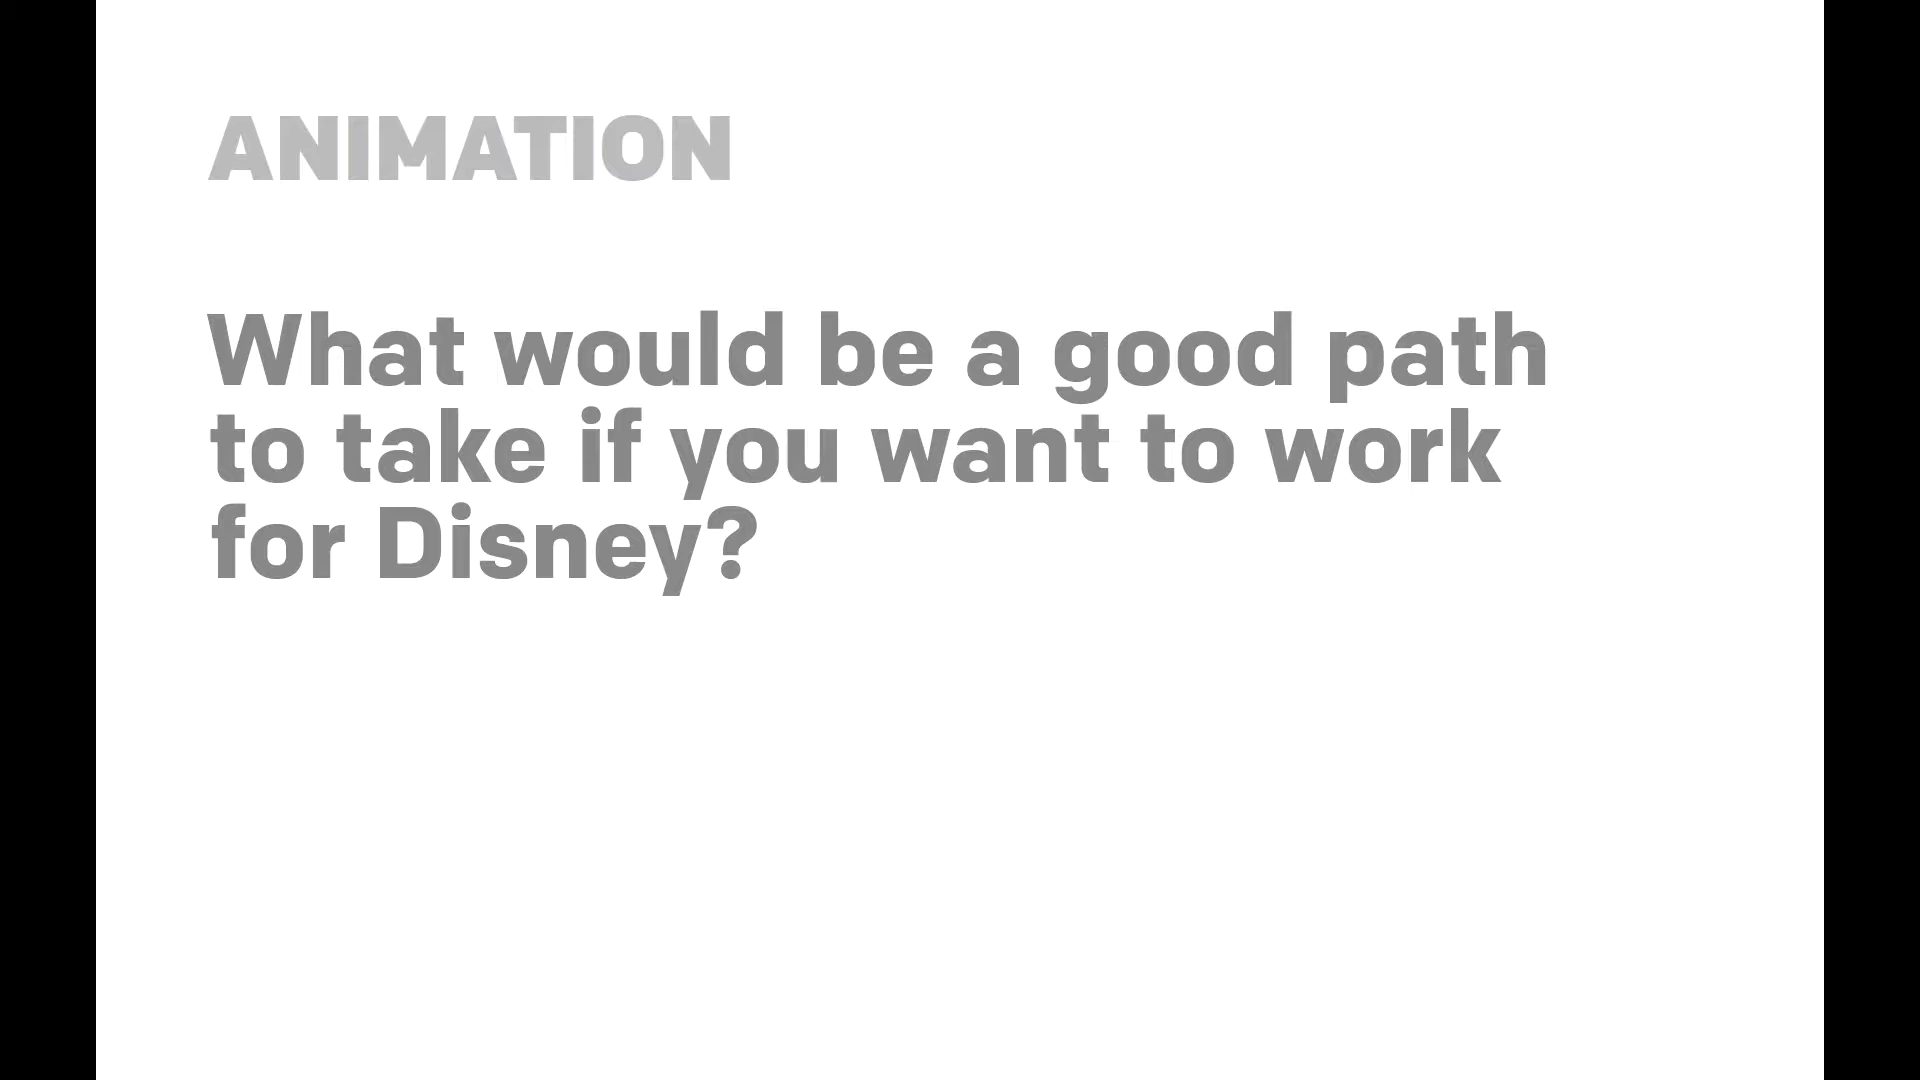 ANIMATION
What would be a good path
to take if you want to work
for Disney?